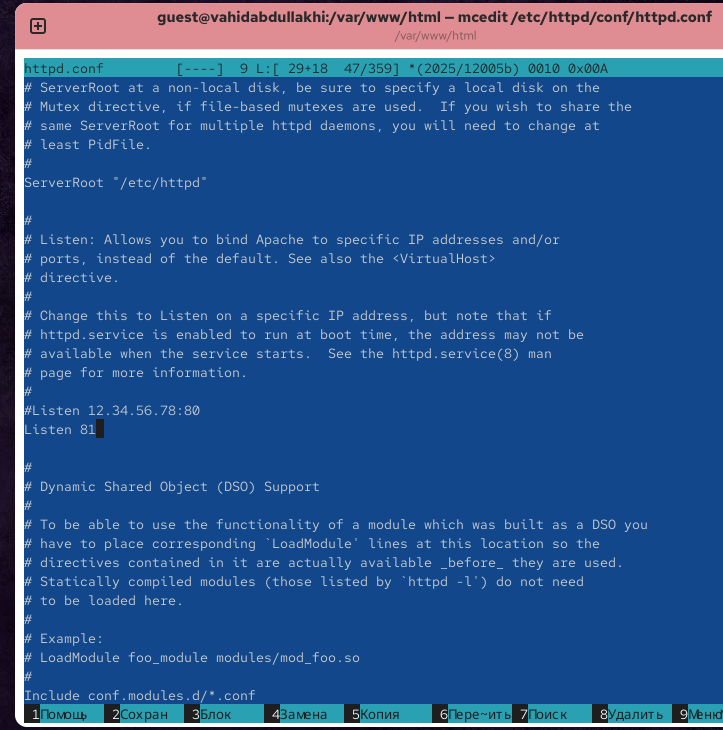 guest@vahidabdullakhi:/var/www/html — mcedit /etc/httpd/conf/httpd.conf
/var/www/html
httpd.conf [----] 9 L:[ 29+18 47/359] *(2025/12005b) 0010 0x00A
# ServerRoot at a non-local disk, be sure to specify a local disk on the
# Mutex directive, if file-based mutexes are used.  If you wish to share the
# same ServerRoot for multiple httpd daemons, you will need to change at
# least PidFile.
#
ServerRoot "/etc/httpd"
#
# Listen: Allows you to bind Apache to specific IP addresses and/or
# ports, instead of the default. See also the <VirtualHost>
# directive.
#
# Change this to Listen on a specific IP address, but note that if
# httpd.service is enabled to run at boot time, the address may not be
# available when the service starts.  See the httpd.service(8) man
# page for more information.
#
#Listen 12.34.56.78:80
Listen 81
#
# Dynamic Shared Object (DSO) Support
#
# To be able to use the functionality of a module which was built as a DSO you
# have to place corresponding `LoadModule' lines at this location so the
# directives contained in it are actually available _before_ they are used.
# Statically compiled modules (those listed by `httpd -l') do not need
# to be loaded here.
#
# Example:
# LoadModule foo_module modules/mod_foo.so
#
Include conf.modules.d/*.conf
1Помощь 2Сохран 3Блок 4Замена 5Копия 6Пере~ить 7Поиск 8Удалить 9Меню